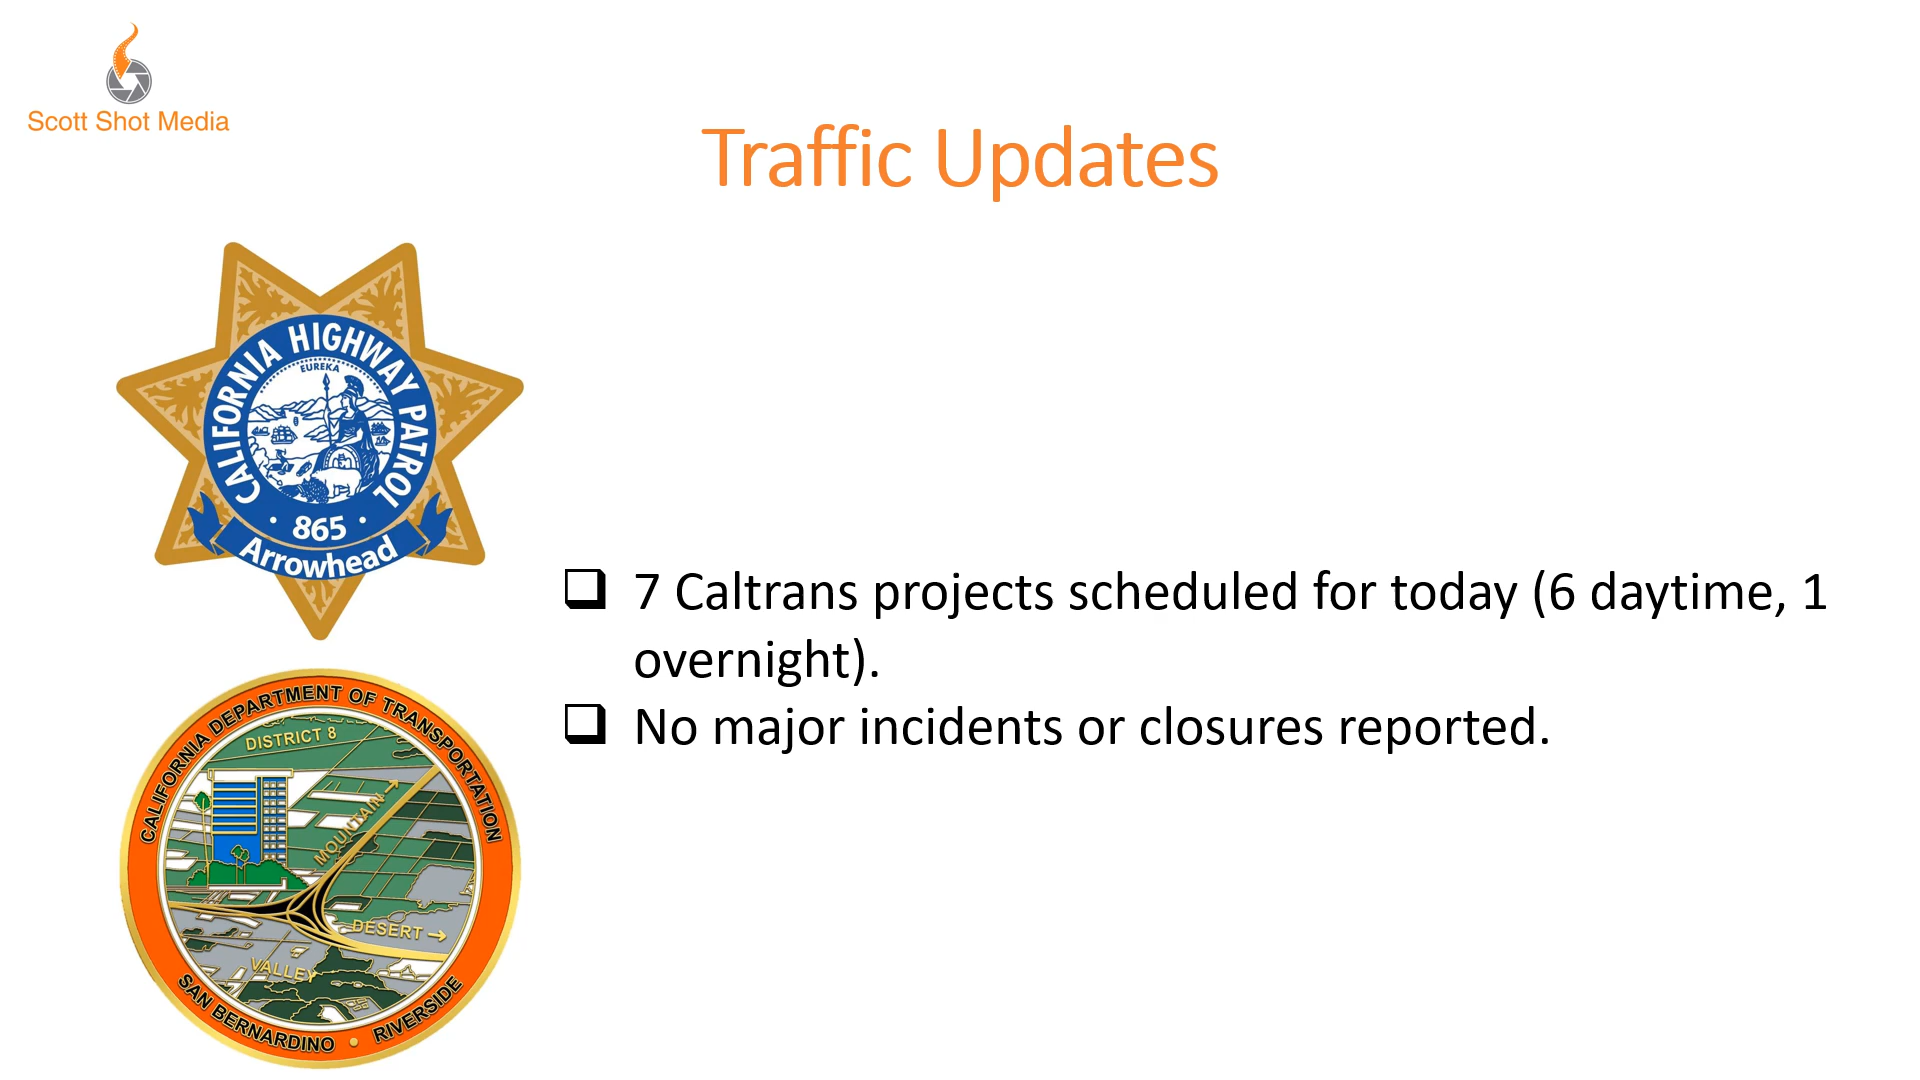 Scott Shot Media
Traffic Updates
CALIFORNIA HIGHWAY PATROL
EUREKA
· 865 ·
Arrowhead
❑ 7 Caltrans projects scheduled for today (6 daytime, 1
overnight).
❑ No major incidents or closures reported.
CALIFORNIA DEPARTMENT OF TRANSPORTATION
DISTRICT 8
MOUNTAIN →
DESERT →
VALLEY
SAN BERNARDINO • RIVERSIDE